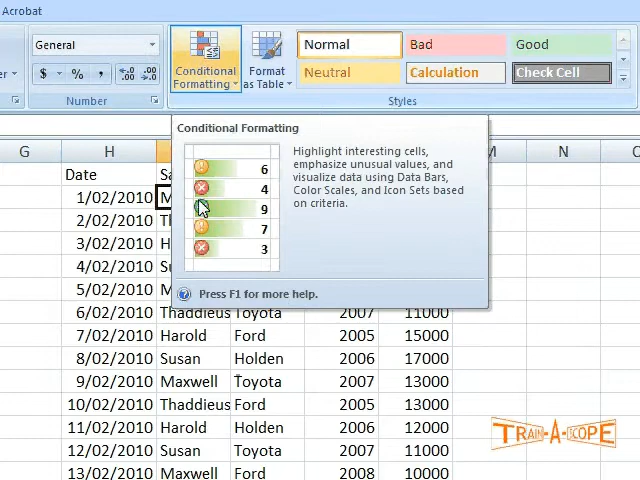 Acrobat
General
$ % ,
Number
Conditional Formatting
Format as Table
Normal
Bad
Good
Neutral
Calculation
Check Cell
Styles
Conditional Formatting
6
4
9
7
3
Highlight interesting cells,
emphasize unusual values, and
visualize data using Data Bars,
Color Scales, and Icon Sets based
on criteria.
Press F1 for more help.
G H M N
Date Sa
1/02/2010 M
2/02/2010 T
3/02/2010 H
4/02/2010 Su
5/02/2010 M
6/02/2010 Thaddieus Toyota 2007 11000
7/02/2010 Harold Ford 2005 15000
8/02/2010 Susan Holden 2006 17000
9/02/2010 Maxwell Toyota 2007 13000
10/02/2010 Thaddieus Ford 2005 13000
11/02/2010 Harold Holden 2006 12000
12/02/2010 Susan Toyota 2007 11000
13/02/2010 Maxwell Ford 2008 10000
TRAIN-A-SCOPE